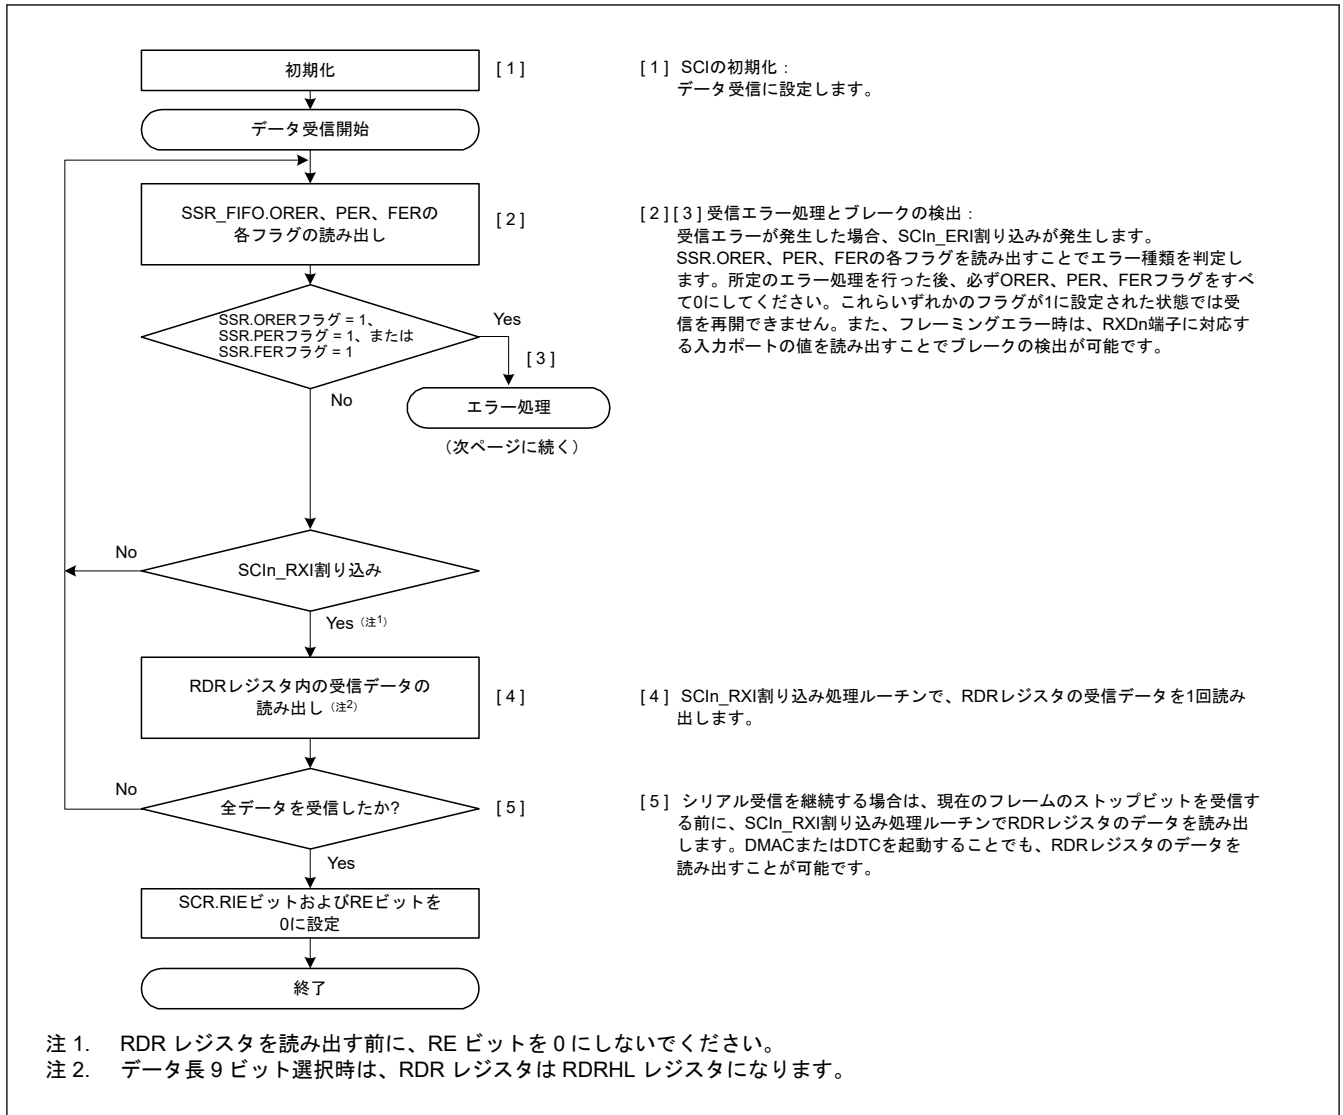 初期化
[ 1 ]
[ 1 ] SCIの初期化：
データ受信に設定します。
データ受信開始
SSR_FIFO.ORER、PER、FERの
各フラグの読み出し
[ 2 ]
[ 2 ] [ 3 ] 受信エラー処理とブレークの検出：
受信エラーが発生した場合、SCIn_ERI割り込みが発生します。
SSR.ORER、PER、FERの各フラグを読み出すことでエラー種類を判定し
ます。所定のエラー処理を行った後、必ずORER、PER、FERフラグをすべ
て0にしてください。これらいずれかのフラグが1に設定された状態では受
信を再開できません。また、フレーミングエラー時は、RXDn端子に対応す
る入力ポートの値を読み出すことでブレークの検出が可能です。
SSR.ORERフラグ = 1、
SSR.PERフラグ = 1、または
SSR.FERフラグ = 1
Yes
[ 3 ]
No
エラー処理
（次ページに続く）
No
SCIn_RXI割り込み
Yes（注1）
RDRレジスタ内の受信データの
読み出し（注2）
[ 4 ]
[ 4 ] SCIn_RXI割り込み処理ルーチンで、RDRレジスタの受信データを1回読み
出します。
No
全データを受信したか?
[ 5 ]
[ 5 ] シリアル受信を継続する場合は、現在のフレームのストップビットを受信す
る前に、SCIn_RXI割り込み処理ルーチンでRDRレジスタのデータを読み出
します。DMACまたはDTCを起動することでも、RDRレジスタのデータを
読み出すことが可能です。
Yes
SCR.RIEビットおよびREビットを
0に設定
終了
注 1. RDR レジスタを読み出す前に、RE ビットを 0 にしないでください。
注 2. データ長 9 ビット選択時は、RDR レジスタは RDRHL レジスタになります。